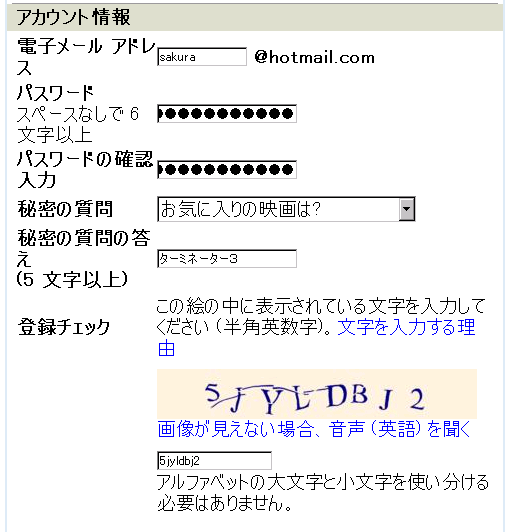 アカウント情報
電子メール アドレ
ス
sakura @hotmail.com
パスワード
スペースなしで 6
文字以上
パスワードの確認
入力
秘密の質問
お気に入りの映画は?
秘密の質問の答
え
(5 文字以上)
ターミネーター3
登録チェック
この絵の中に表示されている文字を入力して
ください (半角英数字)。文字を入力する理
由
5JYLDBJ2
画像が見えない場合、音声 (英語) を聞く
5jyldbj2
アルファベットの大文字と小文字を使い分ける
必要はありません。